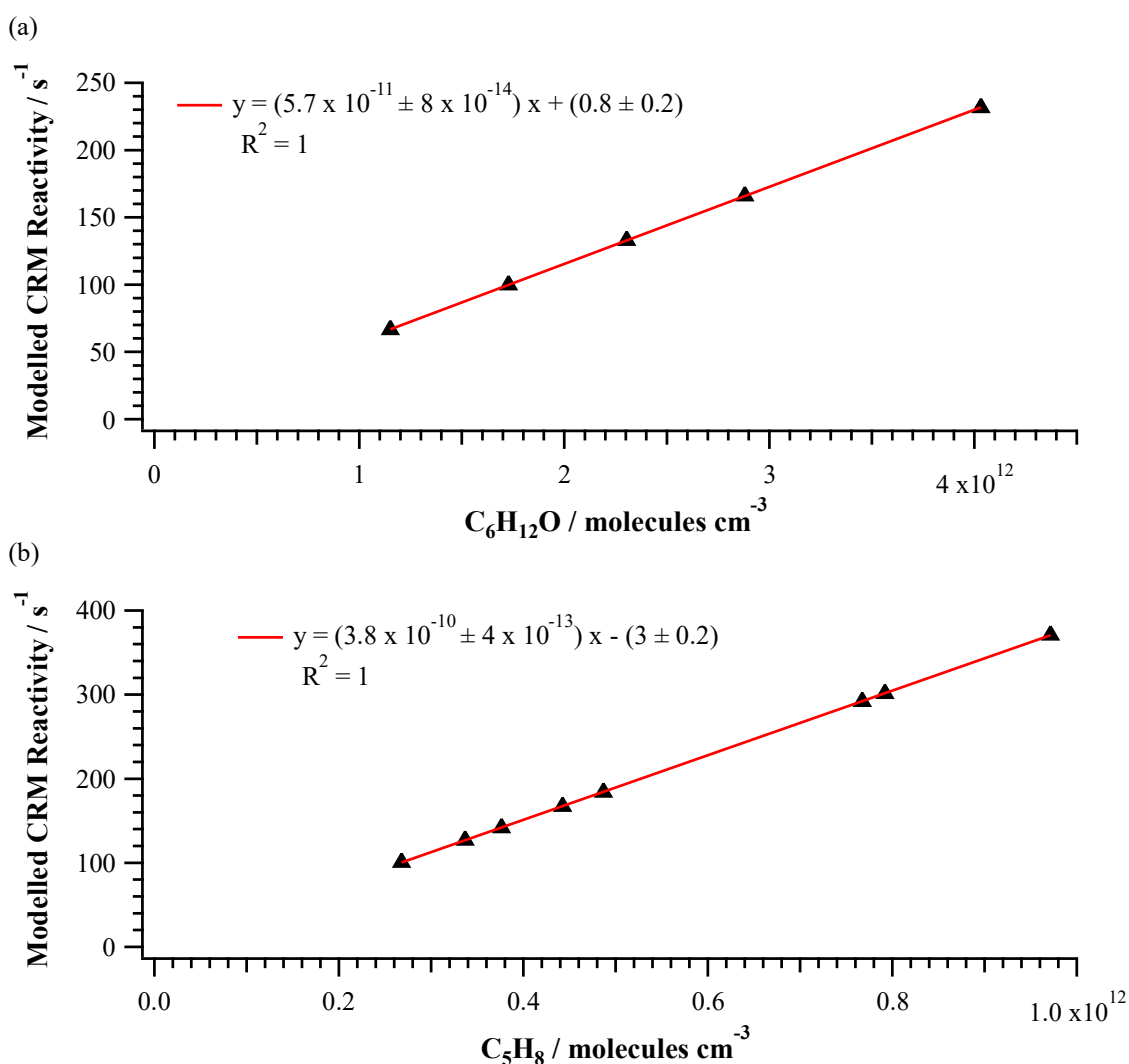 (a)
Modelled CRM Reactivity / s⁻¹
250
200
150
100
50
0
y = (5.7 x 10⁻¹¹ ± 8 x 10⁻¹⁴) x + (0.8 ± 0.2)
R² = 1
0 1 2 3 4 x10¹²
C₆H₁₂O / molecules cm⁻³
(b)
Modelled CRM Reactivity / s⁻¹
400
300
200
100
0
y = (3.8 x 10⁻¹⁰ ± 4 x 10⁻¹³) x - (3 ± 0.2)
R² = 1
0.0 0.2 0.4 0.6 0.8 1.0 x10¹²
C₅H₈ / molecules cm⁻³